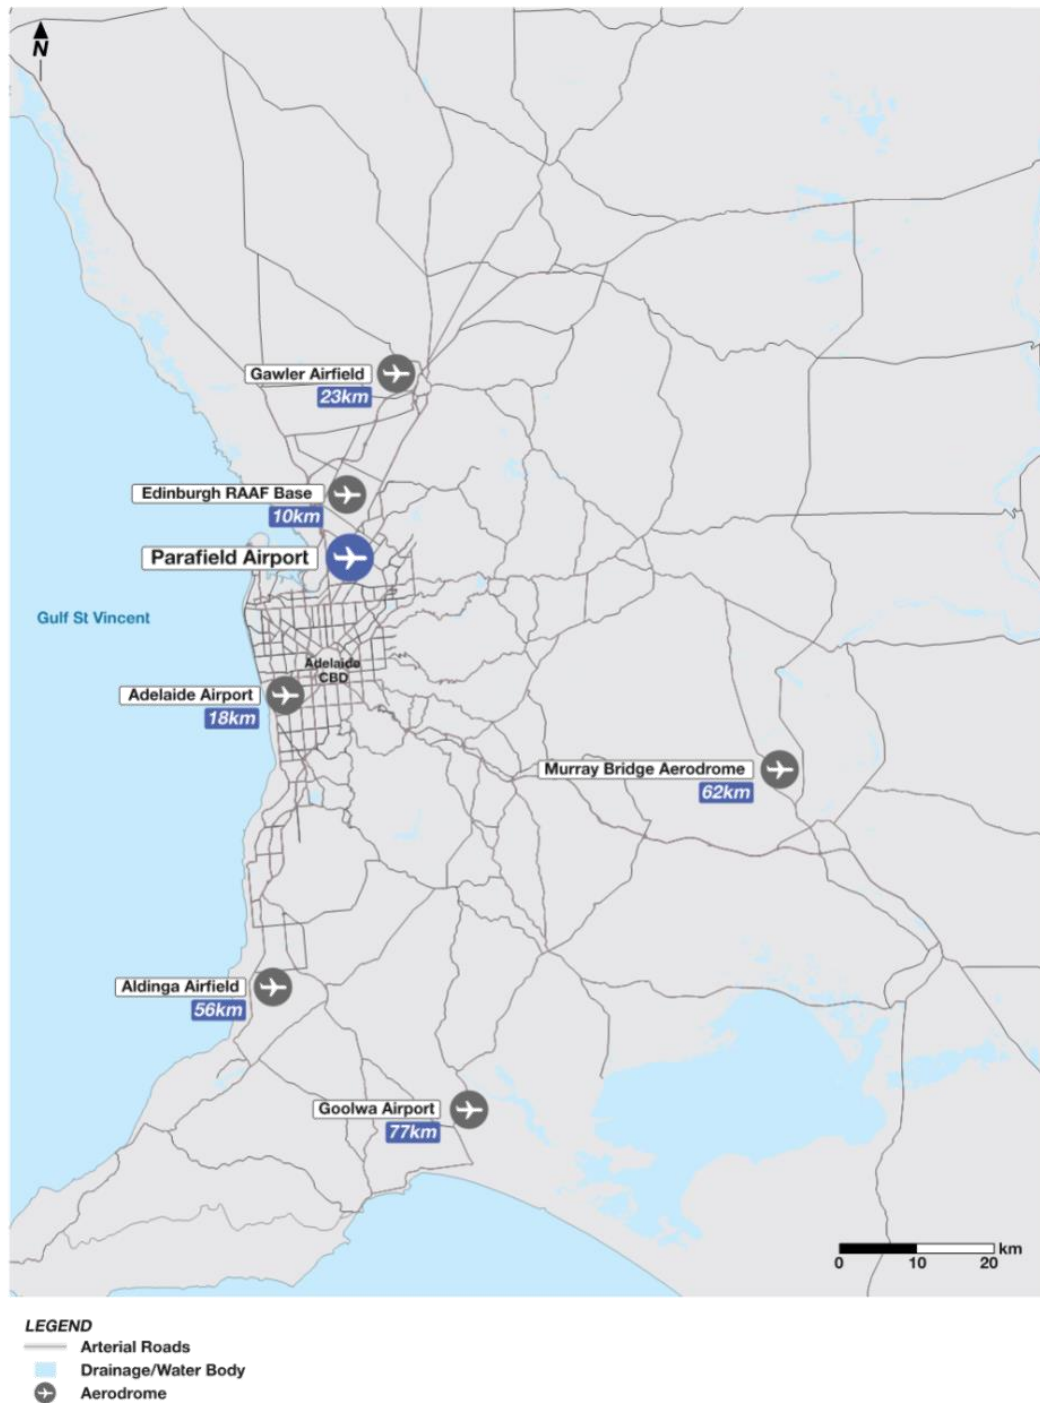 N
Gawler Airfield
23km
Edinburgh RAAF Base
10km
Parafield Airport
Gulf St Vincent
Adelaide
CBD
Adelaide Airport
18km
Murray Bridge Aerodrome
62km
Aldinga Airfield
56km
Goolwa Airport
77km
km
0 10 20
LEGEND
Arterial Roads
Drainage/Water Body
Aerodrome